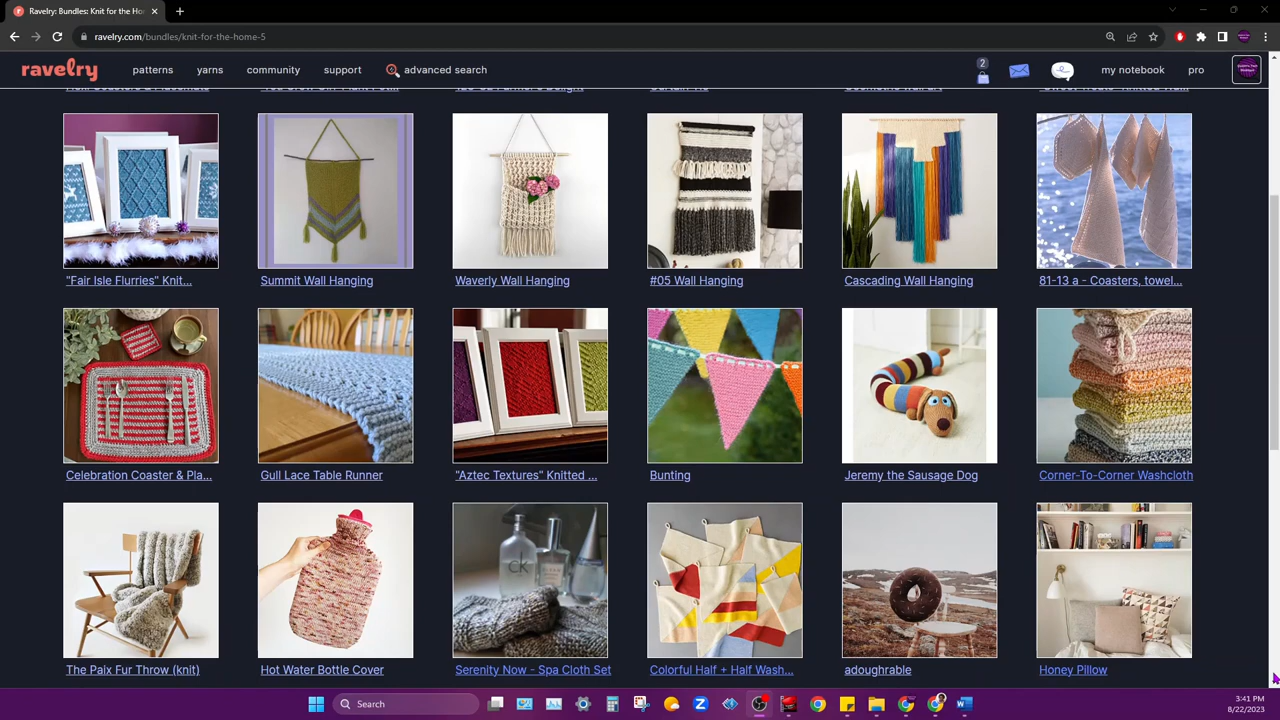 Ravelry: Bundles: Knit for the Hom
ravelry.com/bundles/knit-for-the-home-5
ravelry
patterns yarns community support advanced search 2 my notebook pro
"Fair Isle Flurries" Knit... Summit Wall Hanging Waverly Wall Hanging #05 Wall Hanging Cascading Wall Hanging 81-13 a - Coasters, towel...
Celebration Coaster & Pla... Gull Lace Table Runner "Aztec Textures" Knitted ... Bunting Jeremy the Sausage Dog Corner-To-Corner Washcloth
ck
The Paix Fur Throw (knit) Hot Water Bottle Cover Serenity Now - Spa Cloth Set Colorful Half + Half Wash... adoughrable Honey Pillow
Search
3:41 PM
8/22/2023